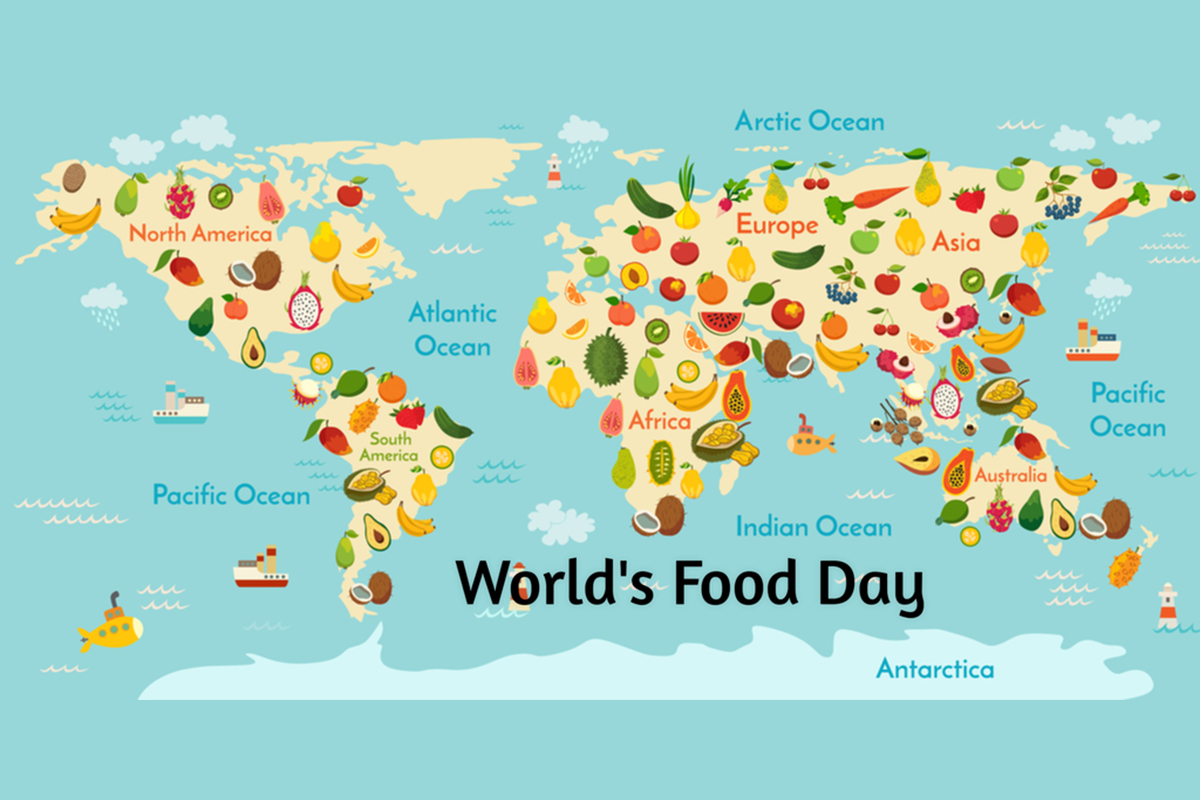 Arctic Ocean
North America
Europe
Asia
Atlantic
Ocean
Pacific
Ocean
Africa
South
America
Australia
Pacific Ocean
Indian Ocean
World's Food Day
Antarctica